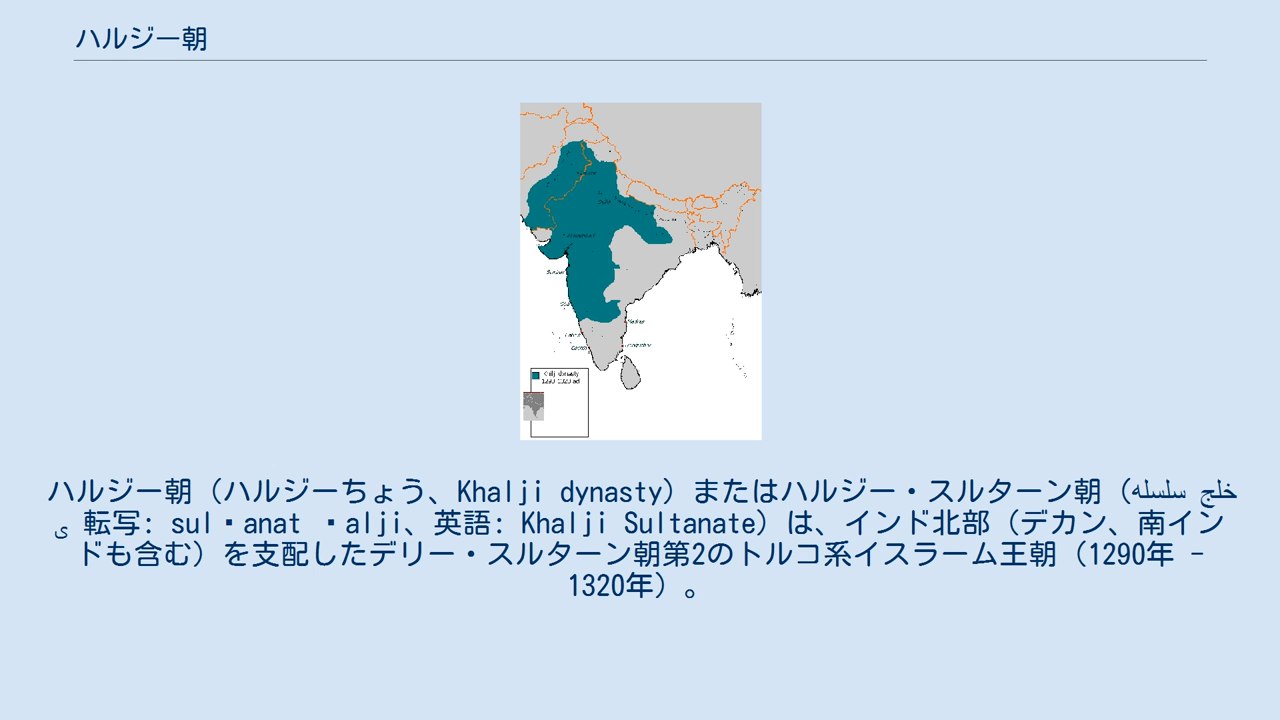 ハルジー朝
Khalji dynasty
1290-1320 ad
ハルジー朝（ハルジーちょう、Khalji dynasty）またはハルジー・スルターン朝（سلسله خلج
ی 転写: sul・anat ・alji、英語: Khalji Sultanate）は、インド北部（デカン、南イン
ドも含む）を支配したデリー・スルターン朝第2のトルコ系イスラーム王朝（1290年 -
1320年）。